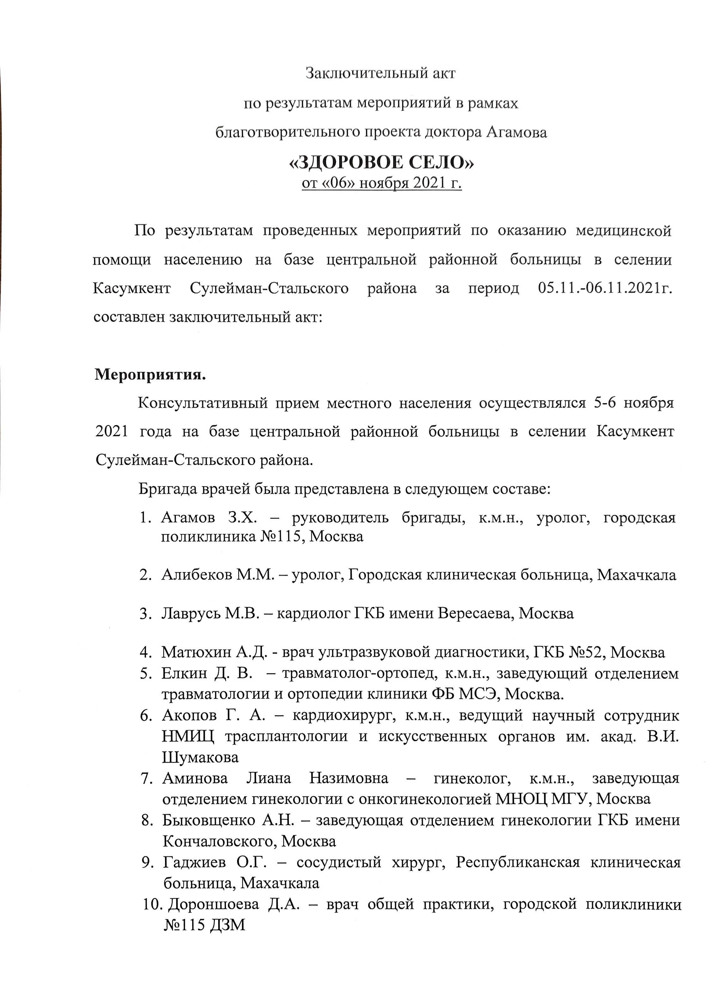 Заключительный акт
по результатам мероприятий в рамках
благотворительного проекта доктора Агамова
«ЗДОРОВОЕ СЕЛО»
от «06» ноября 2021 г.
По результатам проведенных мероприятий по оказанию медицинской
помощи населению на базе центральной районной больницы в селении
Касумкент Сулейман-Стальского района за период 05.11.-06.11.2021г.
составлен заключительный акт:
Мероприятия.
Консультативный прием местного населения осуществлялся 5-6 ноября
2021 года на базе центральной районной больницы в селении Касумкент
Сулейман-Стальского района.
Бригада врачей была представлена в следующем составе:
1. Агамов З.Х. – руководитель бригады, к.м.н., уролог, городская
поликлиника №115, Москва
2. Алибеков М.М. – уролог, Городская клиническая больница, Махачкала
3. Лаврусь М.В. – кардиолог ГКБ имени Вересаева, Москва
4. Матюхин А.Д. - врач ультразвуковой диагностики, ГКБ №52, Москва
5. Елкин Д. В. – травматолог-ортопед, к.м.н., заведующий отделением
травматологии и ортопедии клиники ФБ МСЭ, Москва.
6. Акопов Г. А. – кардиохирург, к.м.н., ведущий научный сотрудник
НМИЦ трасплантологии и искусственных органов им. акад. В.И.
Шумакова
7. Аминова Лиана Назимовна – гинеколог, к.м.н., заведующая
отделением гинекологии с онкогинекологией МНОЦ МГУ, Москва
8. Быковщенко А.Н. – заведующая отделением гинекологии ГКБ имени
Кончаловского, Москва
9. Гаджиев О.Г. – сосудистый хирург, Республиканская клиническая
больница, Махачкала
10. Дороншоева Д.А. – врач общей практики, городской поликлиники
№115 ДЗМ